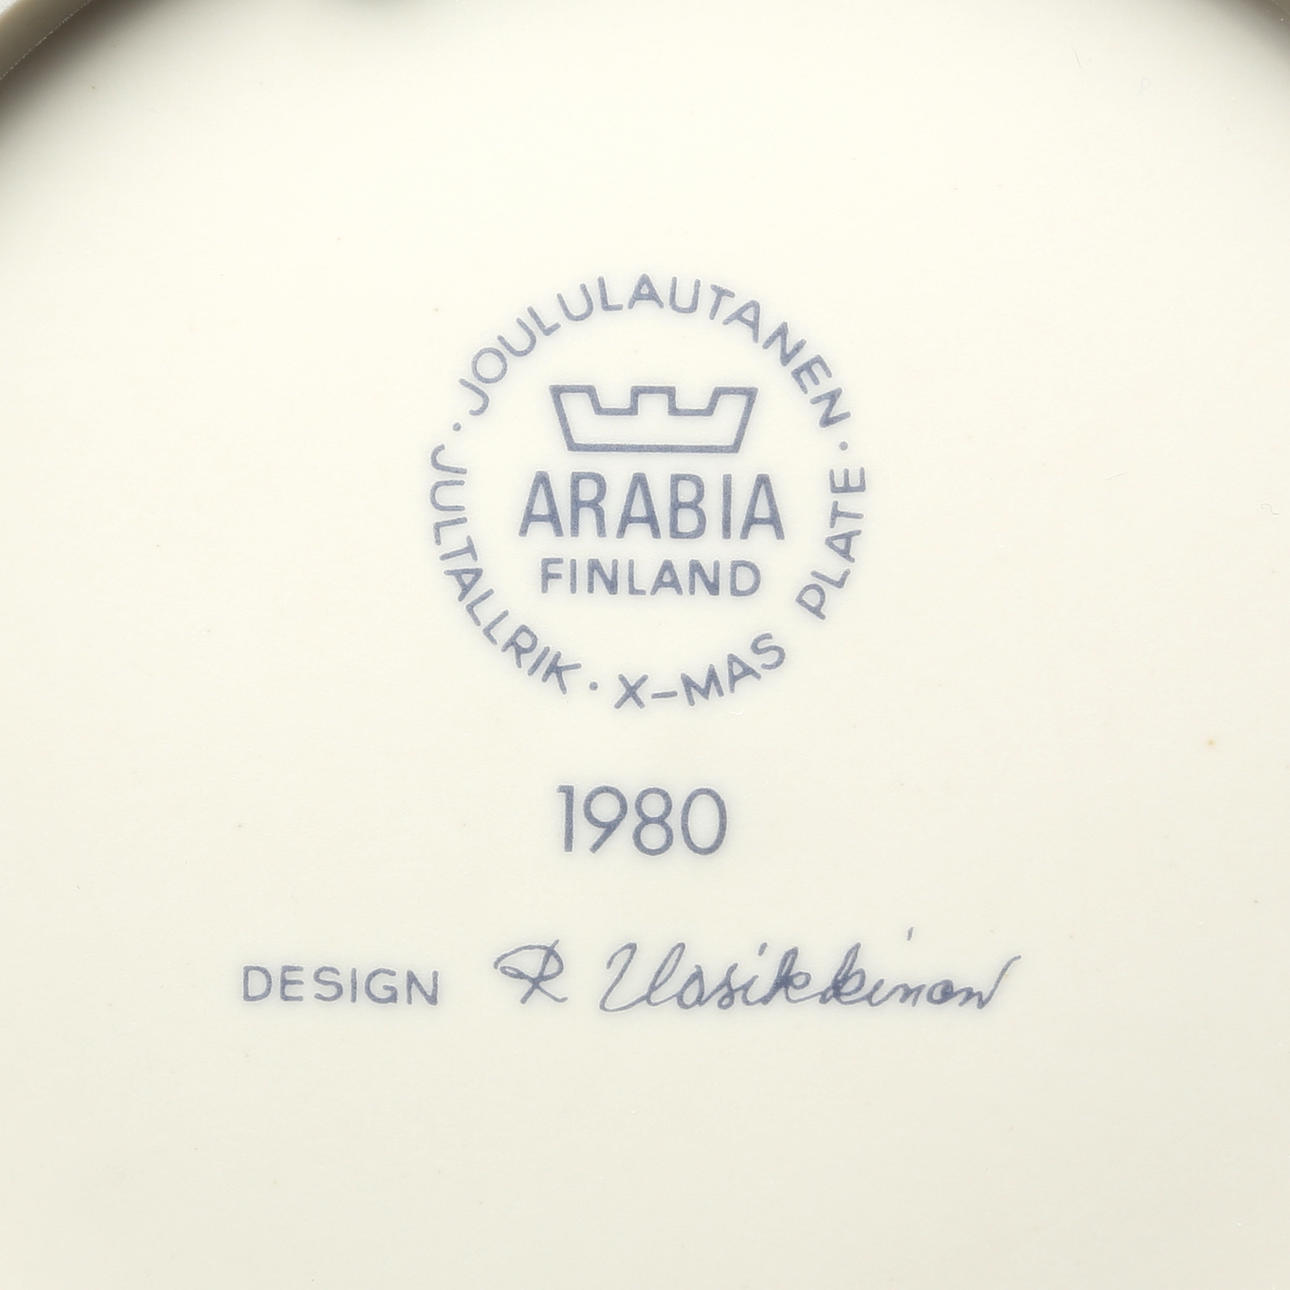 · JOULULAUTANEN · X-MAS PLATE · JULTALLRIK
ARABIA
FINLAND
1980
DESIGN R Uosikkinen